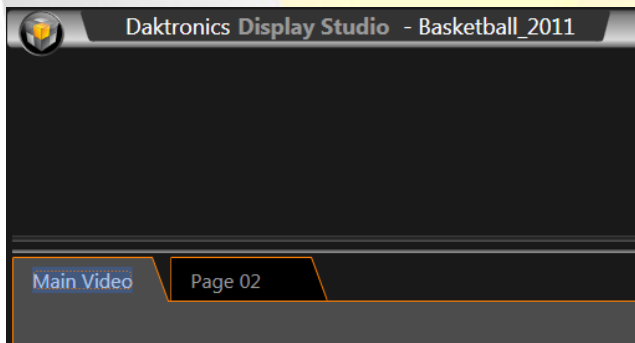 Daktronics Display Studio - Basketball_2011
Main Video
Page 02